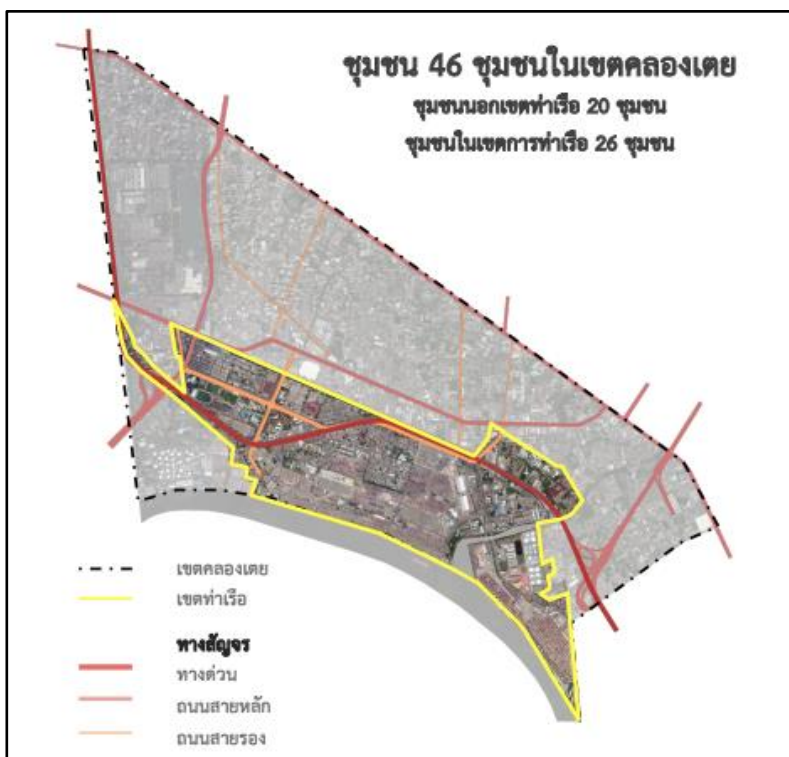 ชุมชน 46 ชุมชนในเขตคลองเตย
ชุมชนนอกเขตท่าเรือ 20 ชุมชน
ชุมชนในเขตการท่าเรือ 26 ชุมชน
เขตคลองเตย
เขตท่าเรือ
ทางสัญจร
ทางด่วน
ถนนสายหลัก
ถนนสายรอง